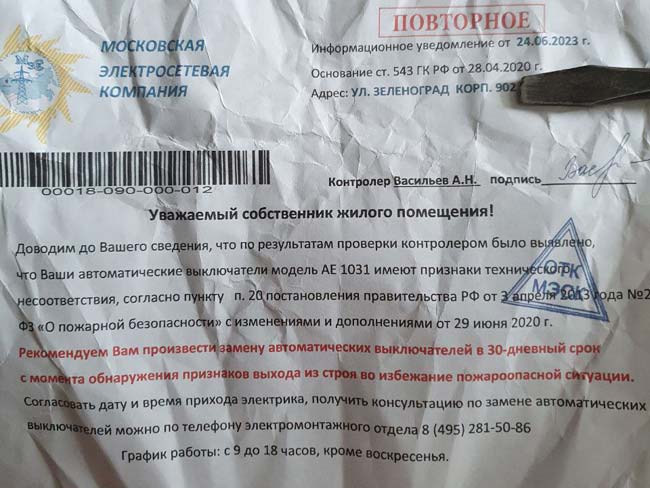 ПОВТОРНОЕ
МОСКОВСКАЯ
ЭЛЕКТРОСЕТЕВАЯ
КОМПАНИЯ
Информационное уведомление от 24.06.2023 г.
Основание ст. 543 ГК РФ от 28.04.2020 г.
Адрес: УЛ. ЗЕЛЕНОГРАД КОРП. 902
00018-090-000-012
Контролер Васильев А.Н. подпись Вас
Уважаемый собственник жилого помещения!
Доводим до Вашего сведения, что по результатам проверки контролером было выявлено,
что Ваши автоматические выключатели модель АЕ 1031 имеют признаки технического
несоответствия, согласно пункту п. 20 постановления правительства РФ от 3 апреля 2013 года №2
ФЗ «О пожарной безопасности» с изменениями и дополнениями от 29 июня 2020 г.
ОТК
МЭСК
Рекомендуем Вам произвести замену автоматических выключателей в 30-дневный срок
с момента обнаружения признаков выхода из строя во избежание пожароопасной ситуации.
Согласовать дату и время прихода электрика, получить консультацию по замене автоматических
выключателей можно по телефону электромонтажного отдела 8 (495) 281-50-86
График работы: с 9 до 18 часов, кроме воскресенья.